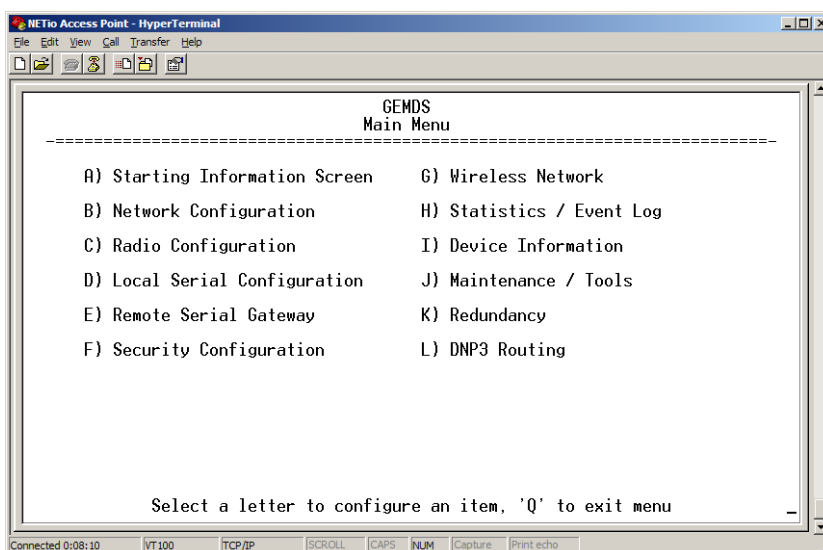 NETio Access Point - HyperTerminal
File Edit View Call Transfer Help
GEMDS
Main Menu
-==========================================================================-
A) Starting Information Screen G) Wireless Network
B) Network Configuration H) Statistics / Event Log
C) Radio Configuration I) Device Information
D) Local Serial Configuration J) Maintenance / Tools
E) Remote Serial Gateway K) Redundancy
F) Security Configuration L) DNP3 Routing
Select a letter to configure an item, 'Q' to exit menu _
Connected 0:08:10 VT100 TCP/IP SCROLL CAPS NUM Capture Print echo